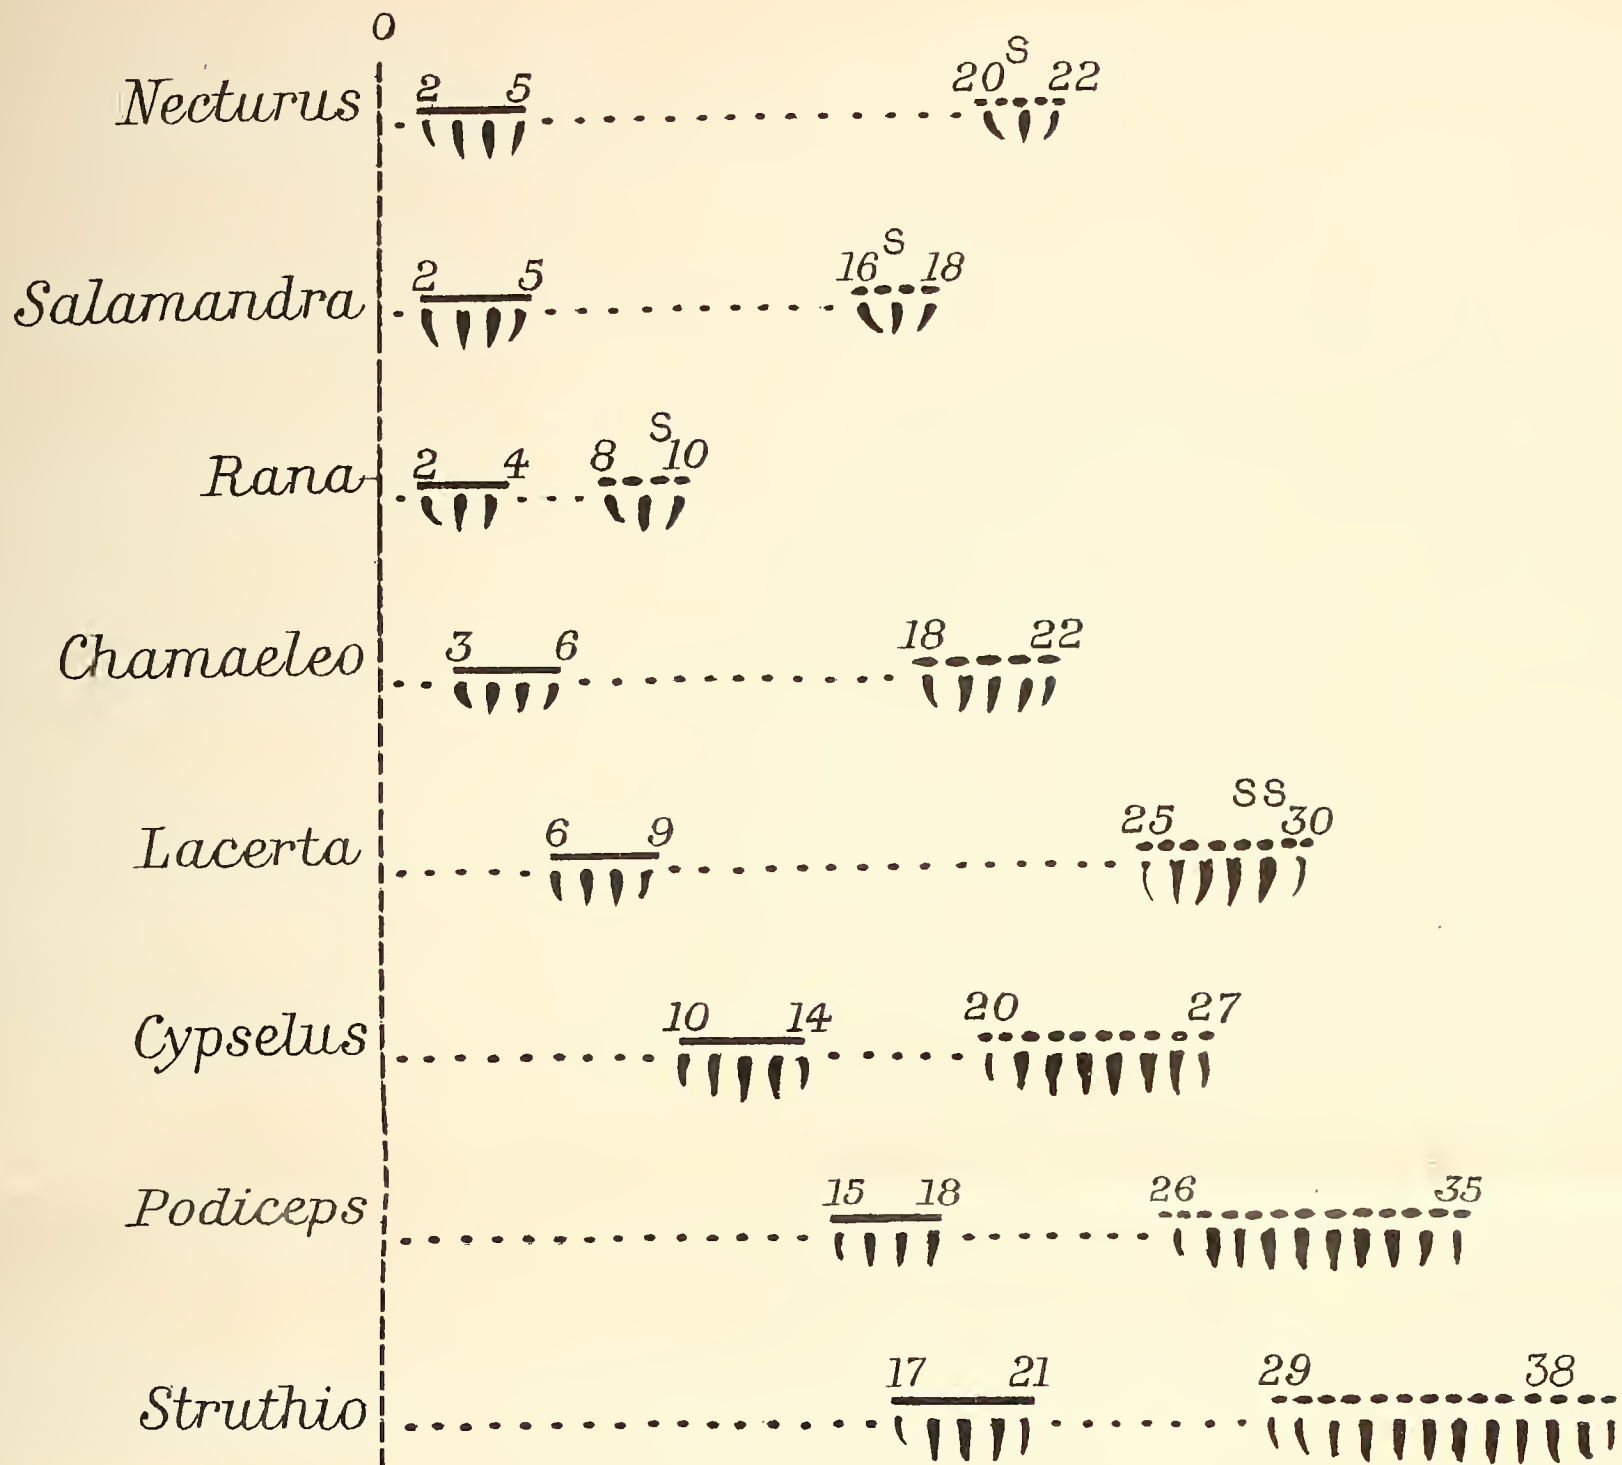 0
Necturus 2 5 20 S 22
Salamandra 2 5 16 S 18
Rana 2 4 8 S 10
Chamaeleo 3 6 18 22
Lacerta 6 9 25 SS 30
Cypselus 10 14 20 27
Podiceps 15 18 26 35
Struthio 17 21 29 38